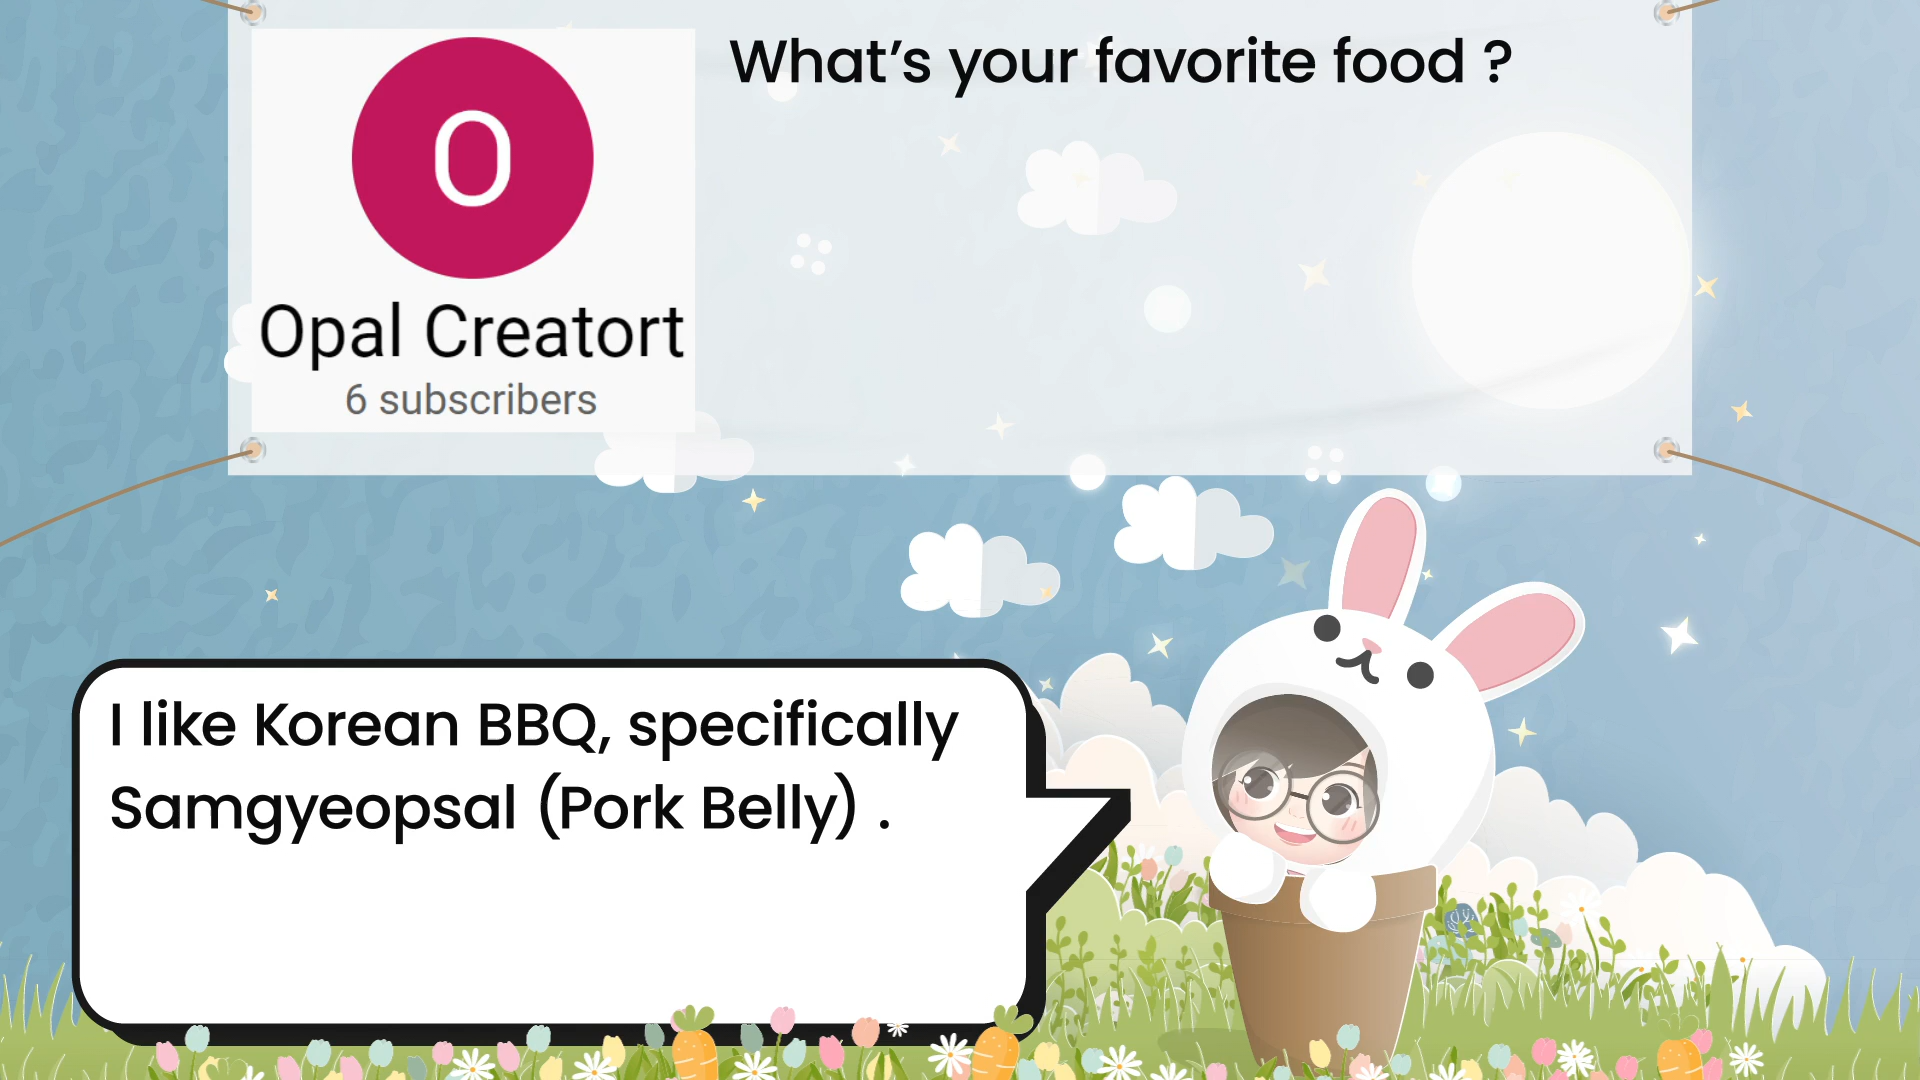 What's your favorite food ?
O
Opal Creatort
6 subscribers
I like Korean BBQ, specifically
Samgyeopsal (Pork Belly) .